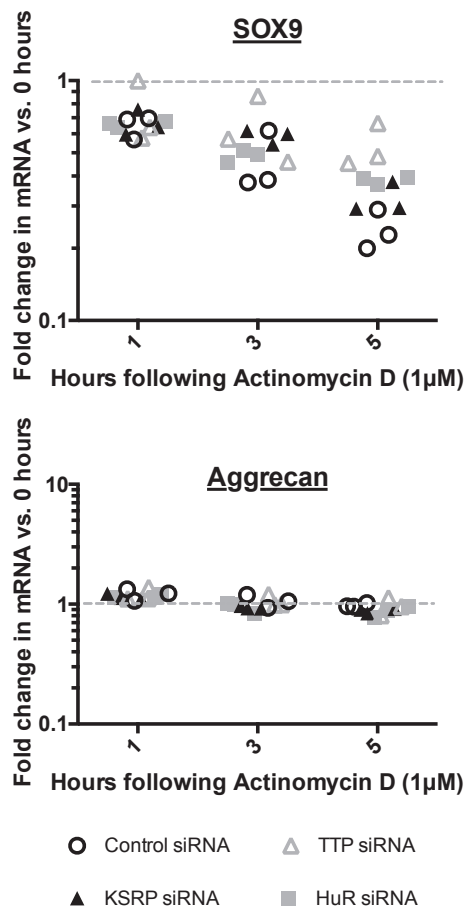 SOX9
Fold change in mRNA vs. 0 hours
1
0.1
1
3
5
Hours following Actinomycin D (1μM)
Aggrecan
Fold change in mRNA vs. 0 hours
10
1
0.1
1
3
5
Hours following Actinomycin D (1μM)
Control siRNA
TTP siRNA
KSRP siRNA
HuR siRNA